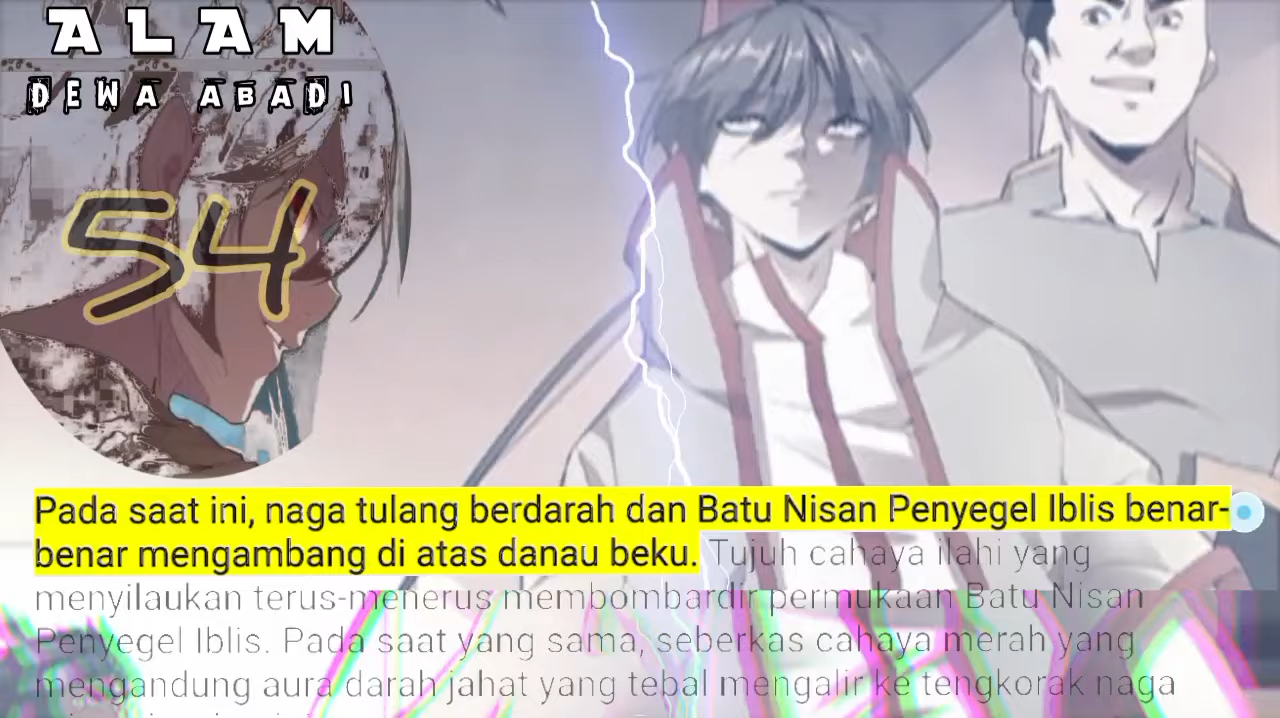 ALAM
DEWA ABADI
54
Pada saat ini, naga tulang berdarah dan Batu Nisan Penyegel Iblis benar-
benar mengambang di atas danau beku. Tujuh cahaya ilahi yang
menyilaukan terus-menerus membombardir permukaan Batu Nisan
Penyegel Iblis. Pada saat yang sama, seberkas cahaya merah yang
mengandung aura darah jahat yang tebal mengalir ke tengkorak naga